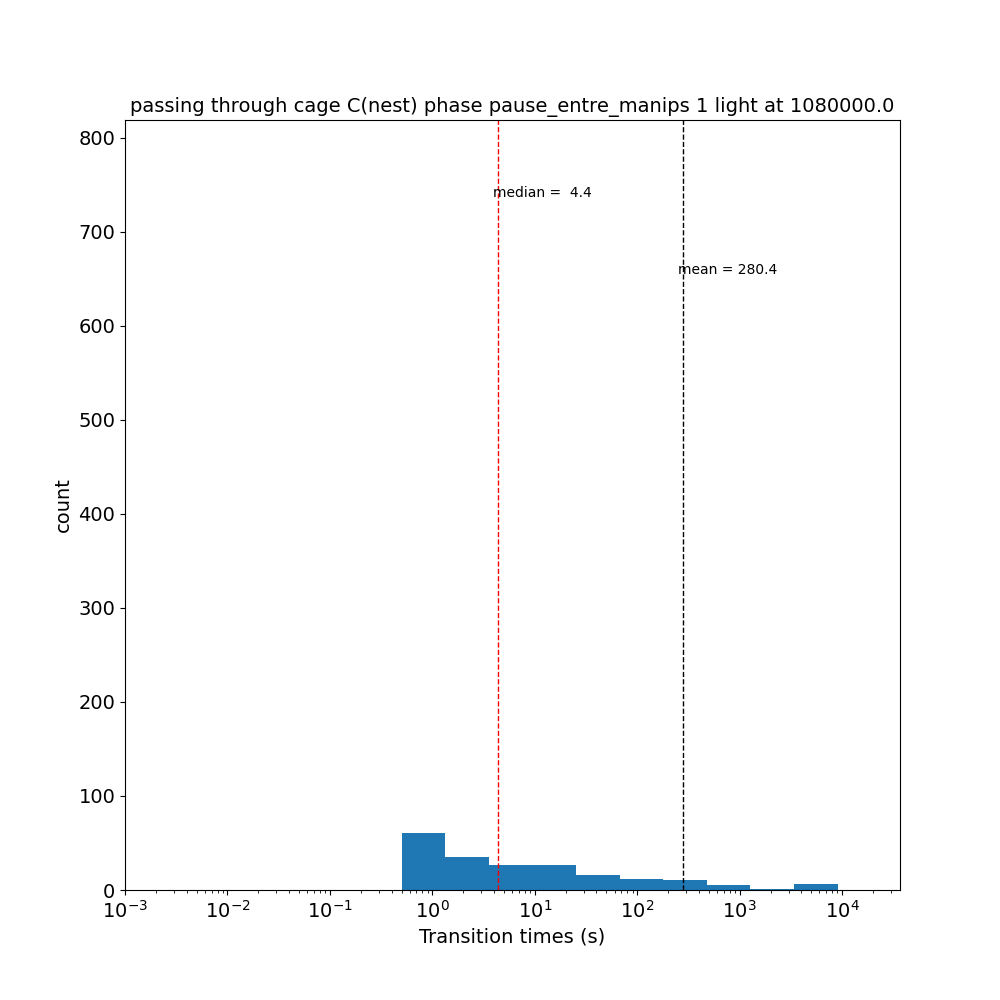 passing through cage C(nest) phase pause_entre_manips 1 light at 1080000.0
800
median =  4.4
700
mean = 280.4
600
500
400
count
300
200
100
0
10⁻³ 10⁻² 10⁻¹ 10⁰ 10¹ 10² 10³ 10⁴
Transition times (s)